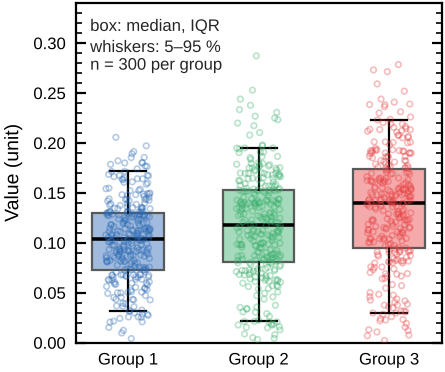 box: median, IQR
whiskers: 5–95 %
n = 300 per group
Value (unit)
0.30
0.25
0.20
0.15
0.10
0.05
0.00
Group 1
Group 2
Group 3